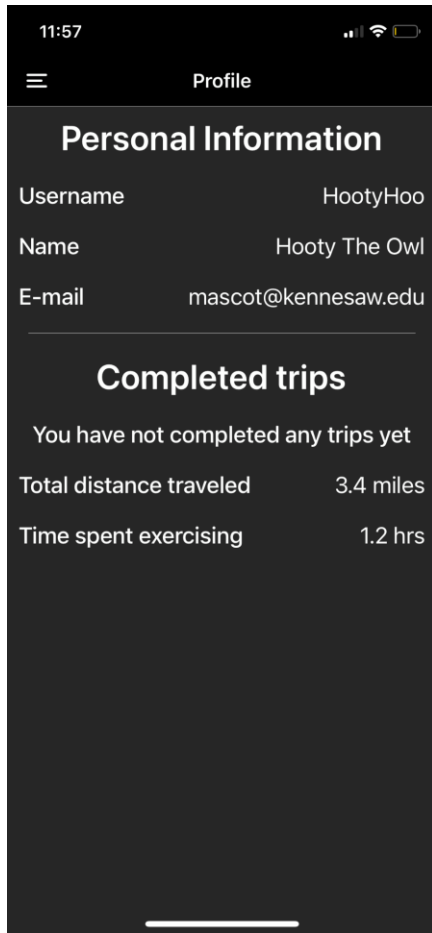 11:57
Profile
Personal Information
Username HootyHoo
Name Hooty The Owl
E-mail mascot@kennesaw.edu
Completed trips
You have not completed any trips yet
Total distance traveled 3.4 miles
Time spent exercising 1.2 hrs